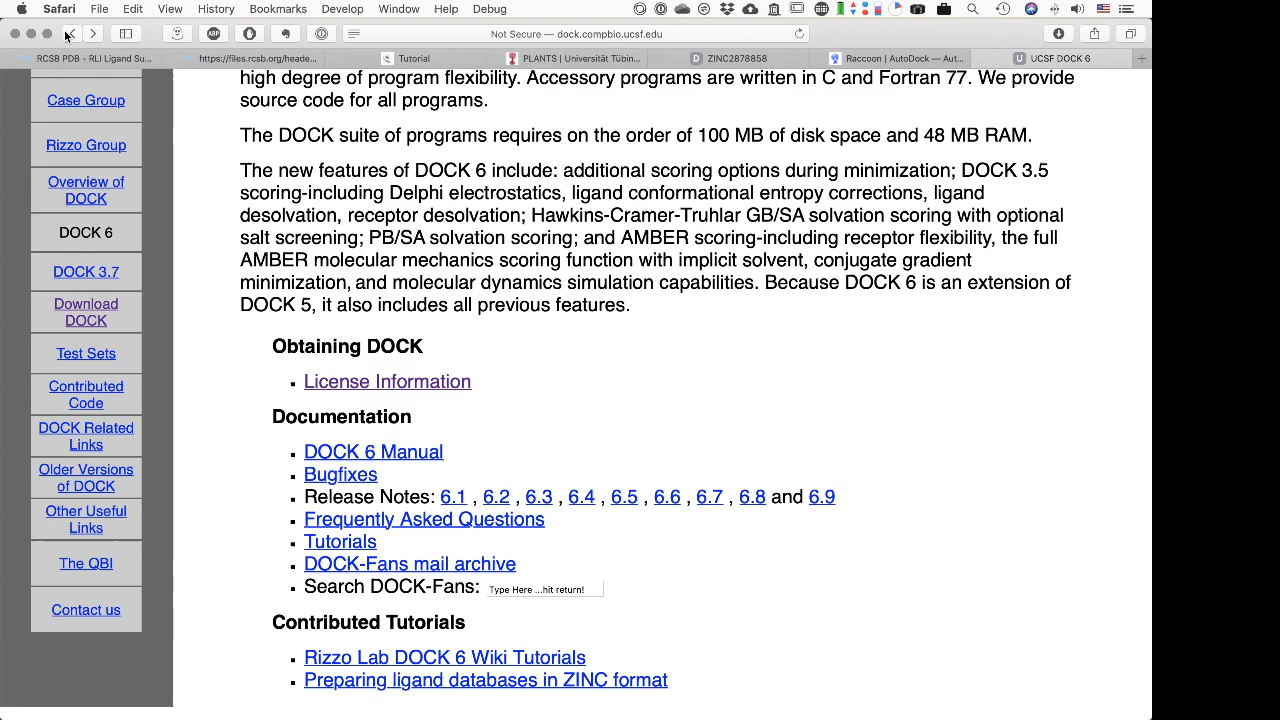 Safari File Edit View History Bookmarks Develop Window Help Debug
ABP
Not Secure — dock.compbio.ucsf.edu
RCSB PDB - RLI Ligand Su...
https://files.rcsb.org/heade...
Tutorial
PLANTS | Universität Tübin...
D ZINC2878858
Raccoon | AutoDock — Aut...
U UCSF DOCK 6
Case Group
Rizzo Group
Overview of
DOCK
DOCK 6
DOCK 3.7
Download
DOCK
Test Sets
Contributed
Code
DOCK Related
Links
Older Versions
of DOCK
Other Useful
Links
The QBI
Contact us
high degree of program flexibility. Accessory programs are written in C and Fortran 77. We provide
source code for all programs.
The DOCK suite of programs requires on the order of 100 MB of disk space and 48 MB RAM.
The new features of DOCK 6 include: additional scoring options during minimization; DOCK 3.5
scoring-including Delphi electrostatics, ligand conformational entropy corrections, ligand
desolvation, receptor desolvation; Hawkins-Cramer-Truhlar GB/SA solvation scoring with optional
salt screening; PB/SA solvation scoring; and AMBER scoring-including receptor flexibility, the full
AMBER molecular mechanics scoring function with implicit solvent, conjugate gradient
minimization, and molecular dynamics simulation capabilities. Because DOCK 6 is an extension of
DOCK 5, it also includes all previous features.
Obtaining DOCK
License Information
Documentation
DOCK 6 Manual
Bugfixes
Release Notes: 6.1 , 6.2 , 6.3 , 6.4 , 6.5 , 6.6 , 6.7 , 6.8 and 6.9
Frequently Asked Questions
Tutorials
DOCK-Fans mail archive
Search DOCK-Fans: Type Here ...hit return!
Contributed Tutorials
Rizzo Lab DOCK 6 Wiki Tutorials
Preparing ligand databases in ZINC format